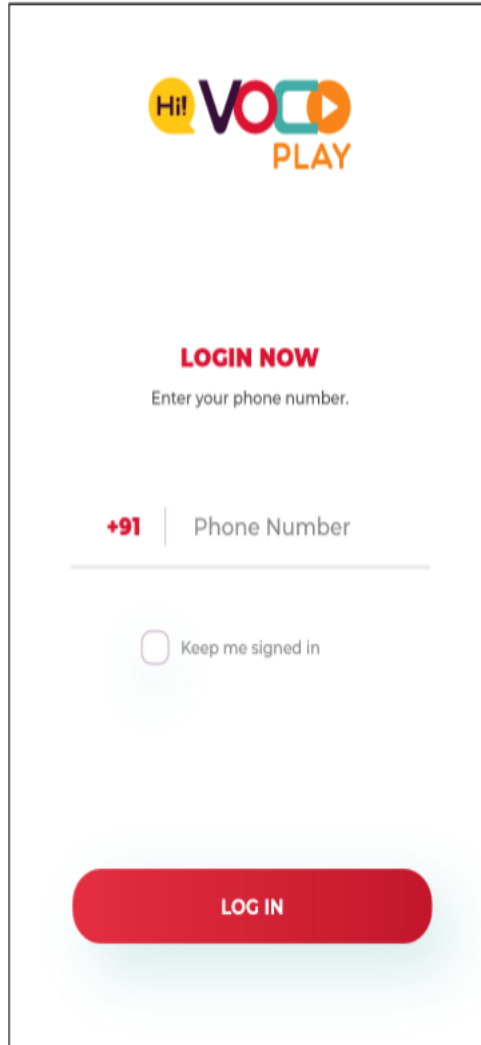 Hi! VOCO
PLAY
LOGIN NOW
Enter your phone number.
+91 Phone Number
Keep me signed in
LOG IN